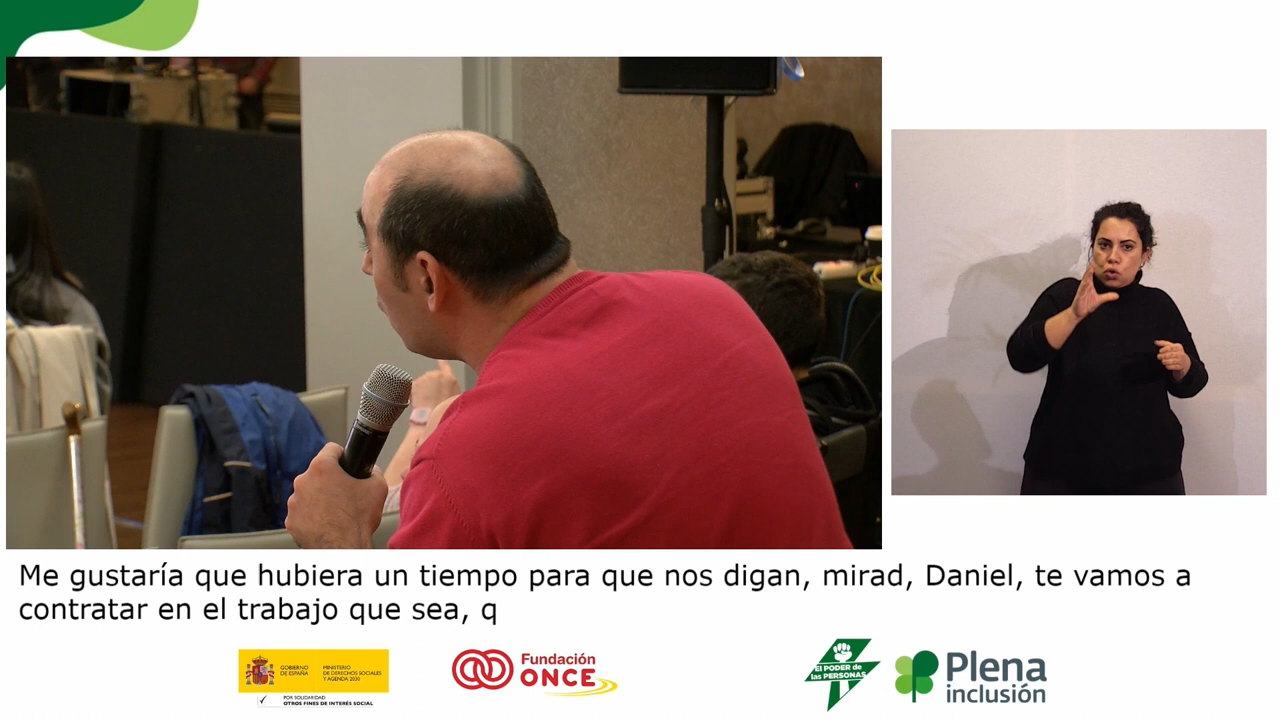 Me gustaría que hubiera un tiempo para que nos digan, mirad, Daniel, te vamos a
contratar en el trabajo que sea, q
GOBIERNO
DE ESPAÑA
MINISTERIO
DE DERECHOS SOCIALES
Y AGENDA 2030
POR SOLIDARIDAD
OTROS FINES DE INTERÉS SOCIAL
Fundación
ONCE
EL PODER de
las PERSONAS
Plena
inclusión